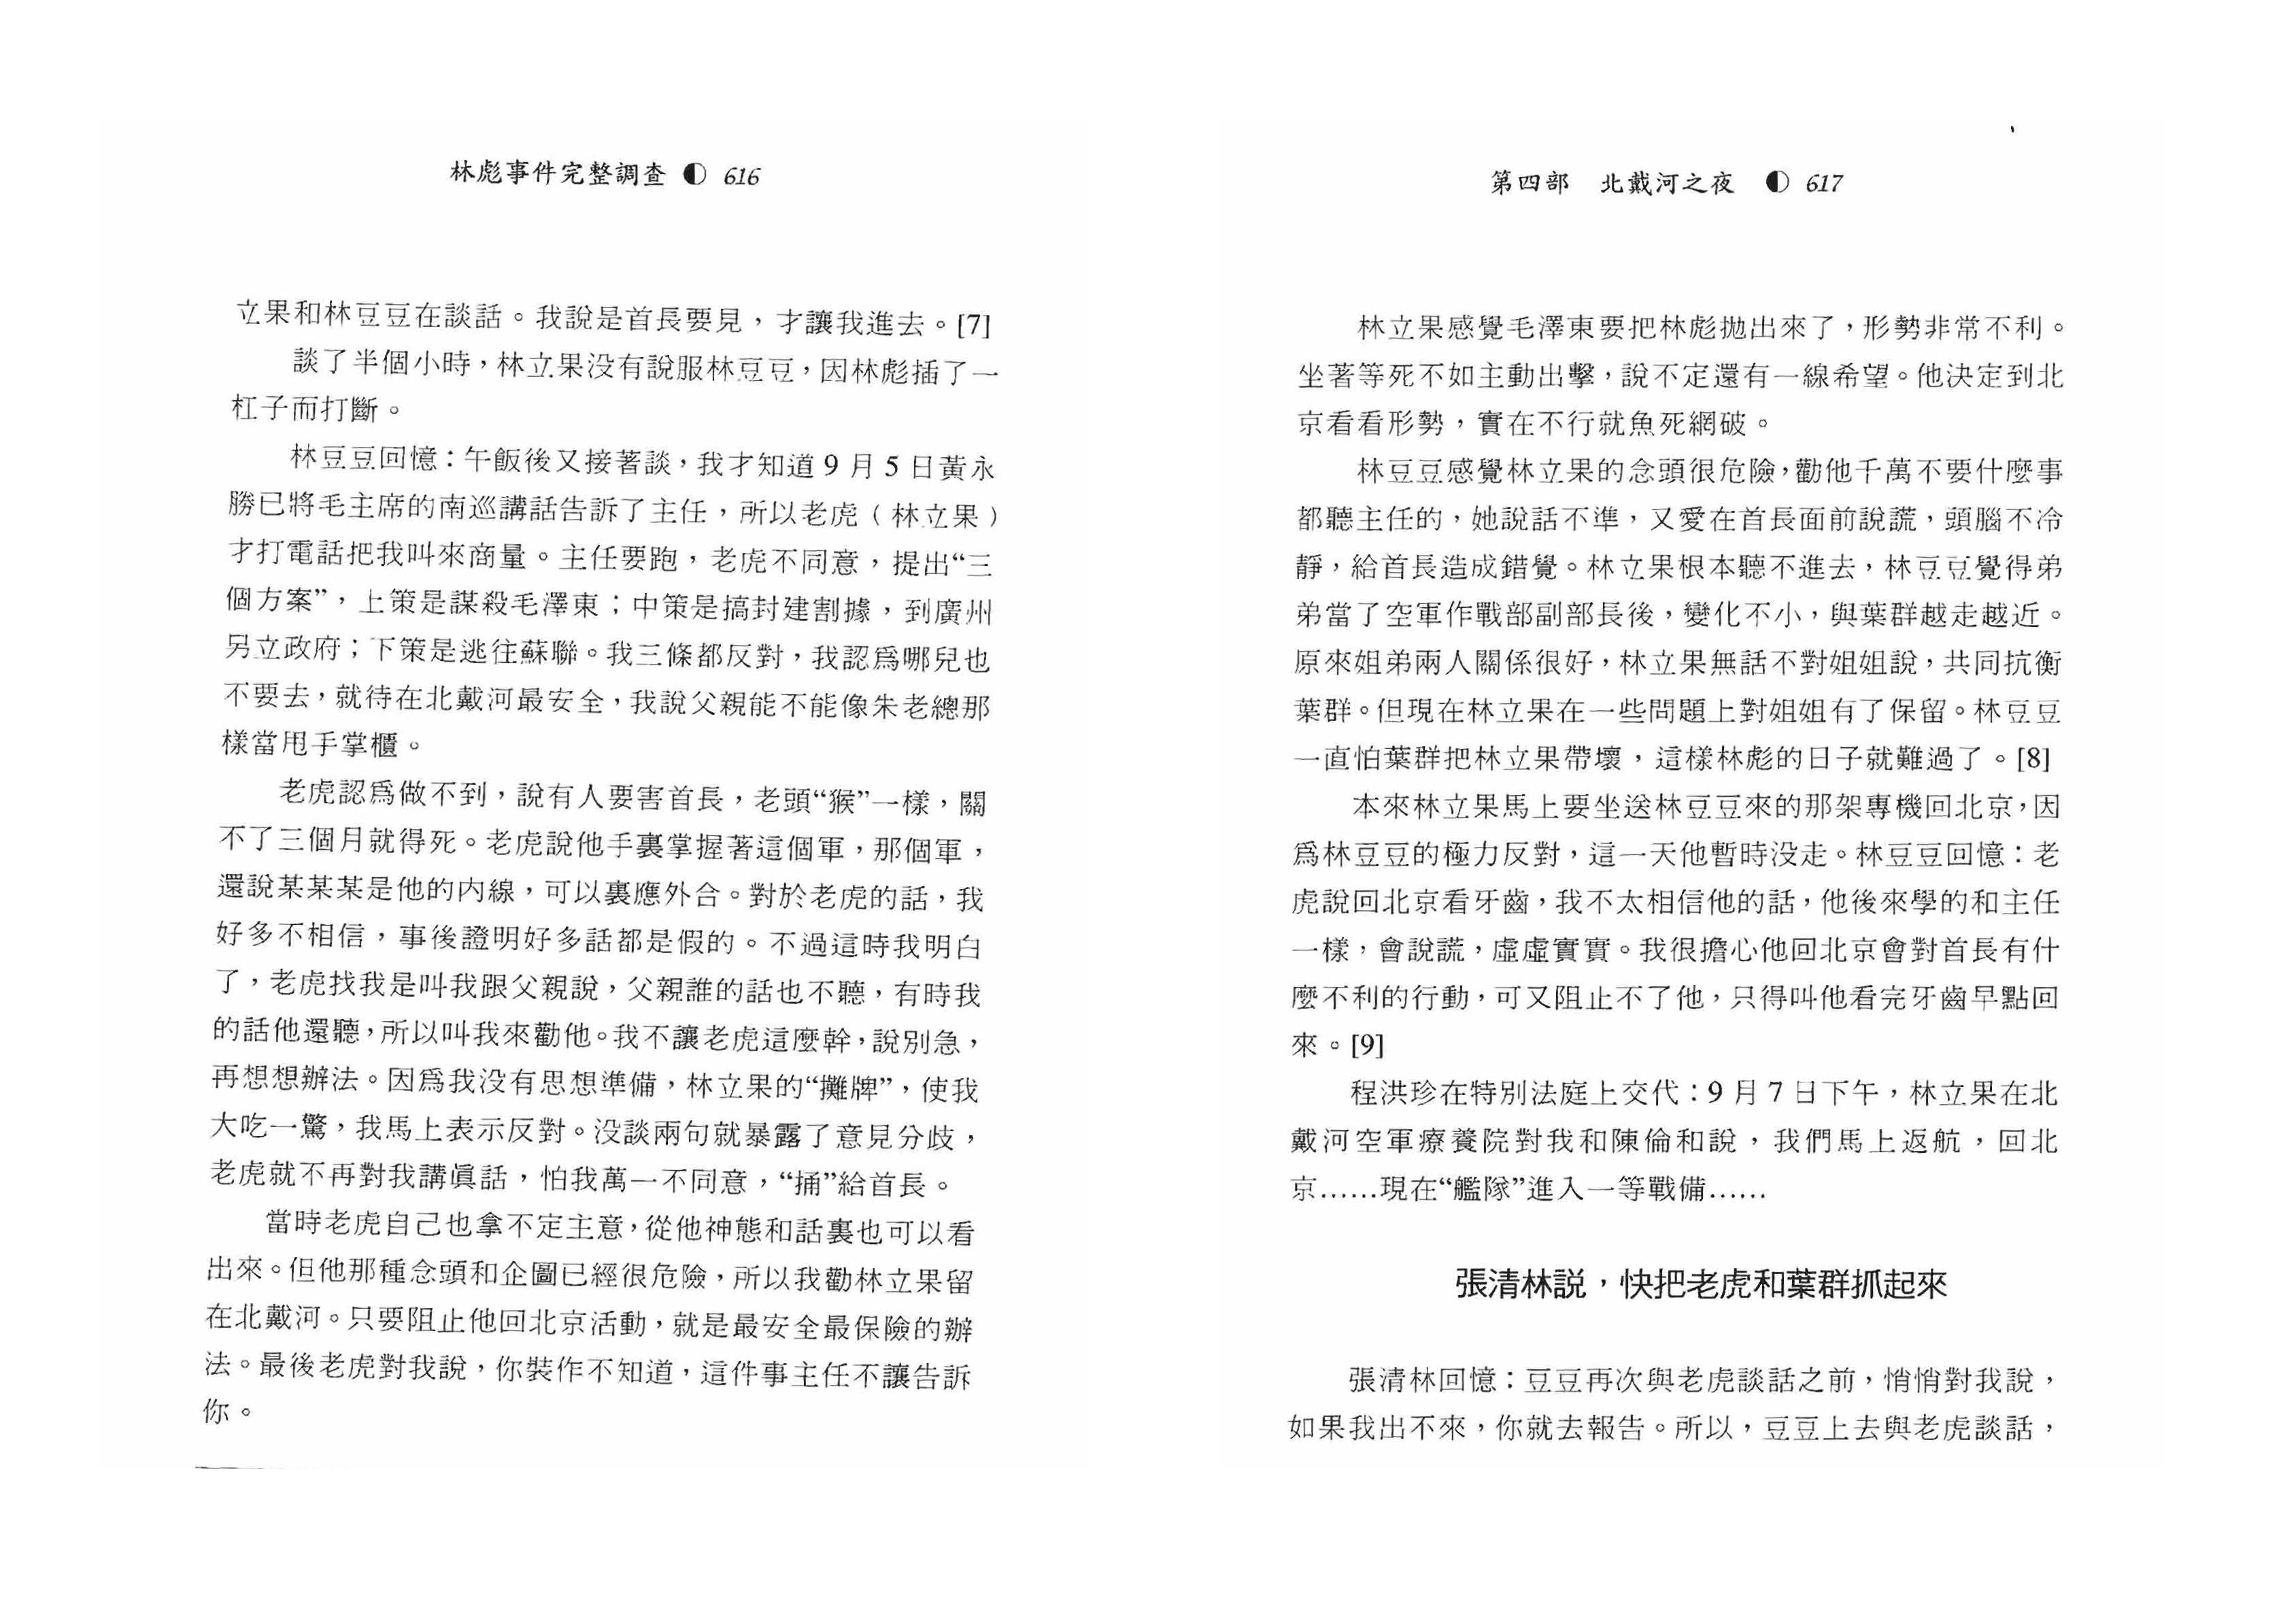 林彪事件完整調查 ◐ 616
立果和林豆豆在談話。我說是首長要見，才讓我進去。[7]
談了半個小時，林立果没有說服林豆豆，因林彪插了一
杠子而打斷。
林豆豆回憶：午飯後又接著談，我才知道9月5日黃永
勝已將毛主席的南巡講話告訴了主任，所以老虎（林立果）
才打電話把我叫來商量。主任要跑，老虎不同意，提出“三
個方案”，上策是謀殺毛澤東；中策是搞封建割據，到廣州
另立政府；下策是逃往蘇聯。我三條都反對，我認爲哪兒也
不要去，就待在北戴河最安全，我說父親能不能像朱老總那
樣當甩手掌櫃。
老虎認爲做不到，說有人要害首長，老頭“猴”一樣，關
不了三個月就得死。老虎說他手裏掌握著這個軍，那個軍，
還說某某某是他的内線，可以裏應外合。對於老虎的話，我
好多不相信，事後證明好多話都是假的。不過這時我明白
了，老虎找我是叫我跟父親說，父親誰的話也不聽，有時我
的話他還聽，所以叫我來勸他。我不讓老虎這麼幹，說別急，
再想想辦法。因爲我没有思想準備，林立果的“攤牌”，使我
大吃一驚，我馬上表示反對。没談兩句就暴露了意見分歧，
老虎就不再對我講眞話，怕我萬一不同意，“捅”給首長。
當時老虎自己也拿不定主意，從他神態和話裏也可以看
出來。但他那種念頭和企圖已經很危險，所以我勸林立果留
在北戴河。只要阻止他回北京活動，就是最安全最保險的辦
法。最後老虎對我說，你裝作不知道，這件事主任不讓告訴
你。
第四部　北戴河之夜　◐ 617
林立果感覺毛澤東要把林彪拋出來了，形勢非常不利。
坐著等死不如主動出擊，說不定還有一線希望。他決定到北
京看看形勢，實在不行就魚死網破。
林豆豆感覺林立果的念頭很危險，勸他千萬不要什麼事
都聽主任的，她說話不準，又愛在首長面前說謊，頭腦不冷
靜，給首長造成錯覺。林立果根本聽不進去，林豆豆覺得弟
弟當了空軍作戰部副部長後，變化不小，與葉群越走越近。
原來姐弟兩人關係很好，林立果無話不對姐姐說，共同抗衡
葉群。但現在林立果在一些問題上對姐姐有了保留。林豆豆
一直怕葉群把林立果帶壞，這樣林彪的日子就難過了。[8]
本來林立果馬上要坐送林豆豆來的那架專機回北京，因
爲林豆豆的極力反對，這一天他暫時没走。林豆豆回憶：老
虎說回北京看牙齒，我不太相信他的話，他後來學的和主任
一樣，會說謊，虛虛實實。我很擔心他回北京會對首長有什
麼不利的行動，可又阻止不了他，只得叫他看完牙齒早點回
來。[9]
程洪珍在特別法庭上交代：9月7日下午，林立果在北
戴河空軍療養院對我和陳倫和說，我們馬上返航，回北
京……現在“艦隊”進入一等戰備……
張清林説，快把老虎和葉群抓起來
張清林回憶：豆豆再次與老虎談話之前，悄悄對我說，
如果我出不來，你就去報告。所以，豆豆上去與老虎談話，